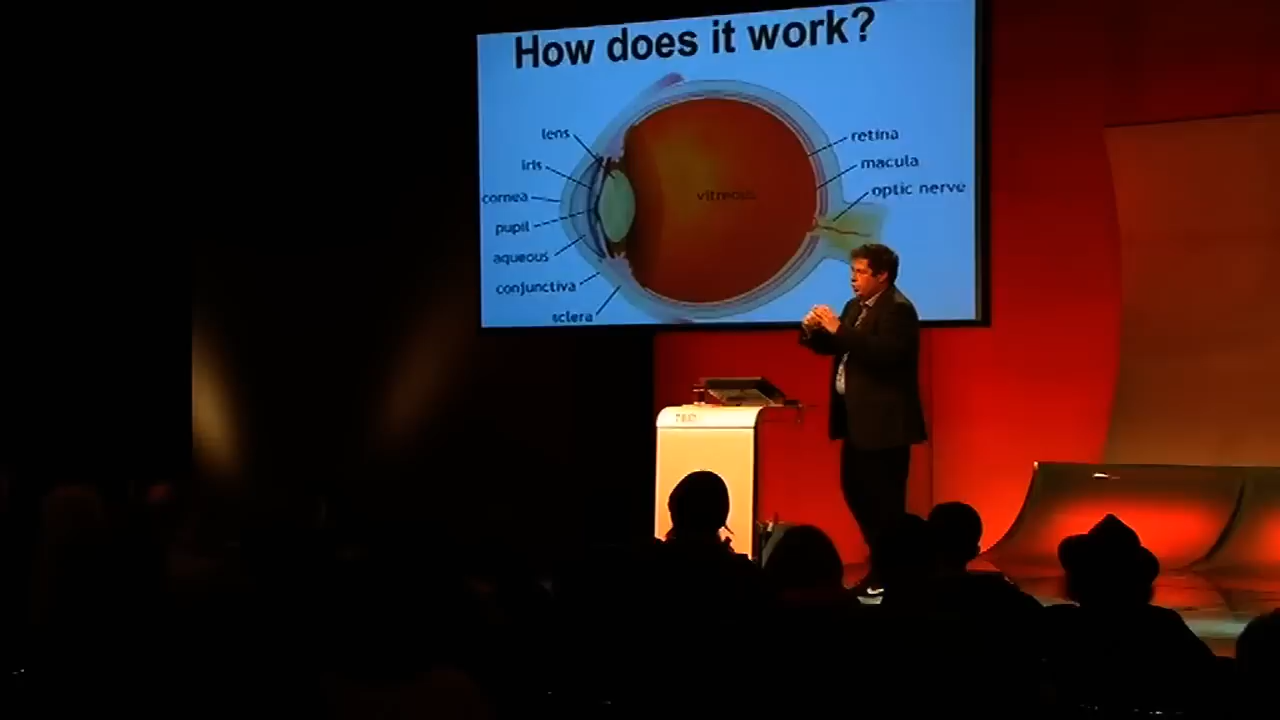 How does it work?
lens
iris
cornea
pupil
aqueous
conjunctiva
sclera
vitreous
retina
macula
optic nerve